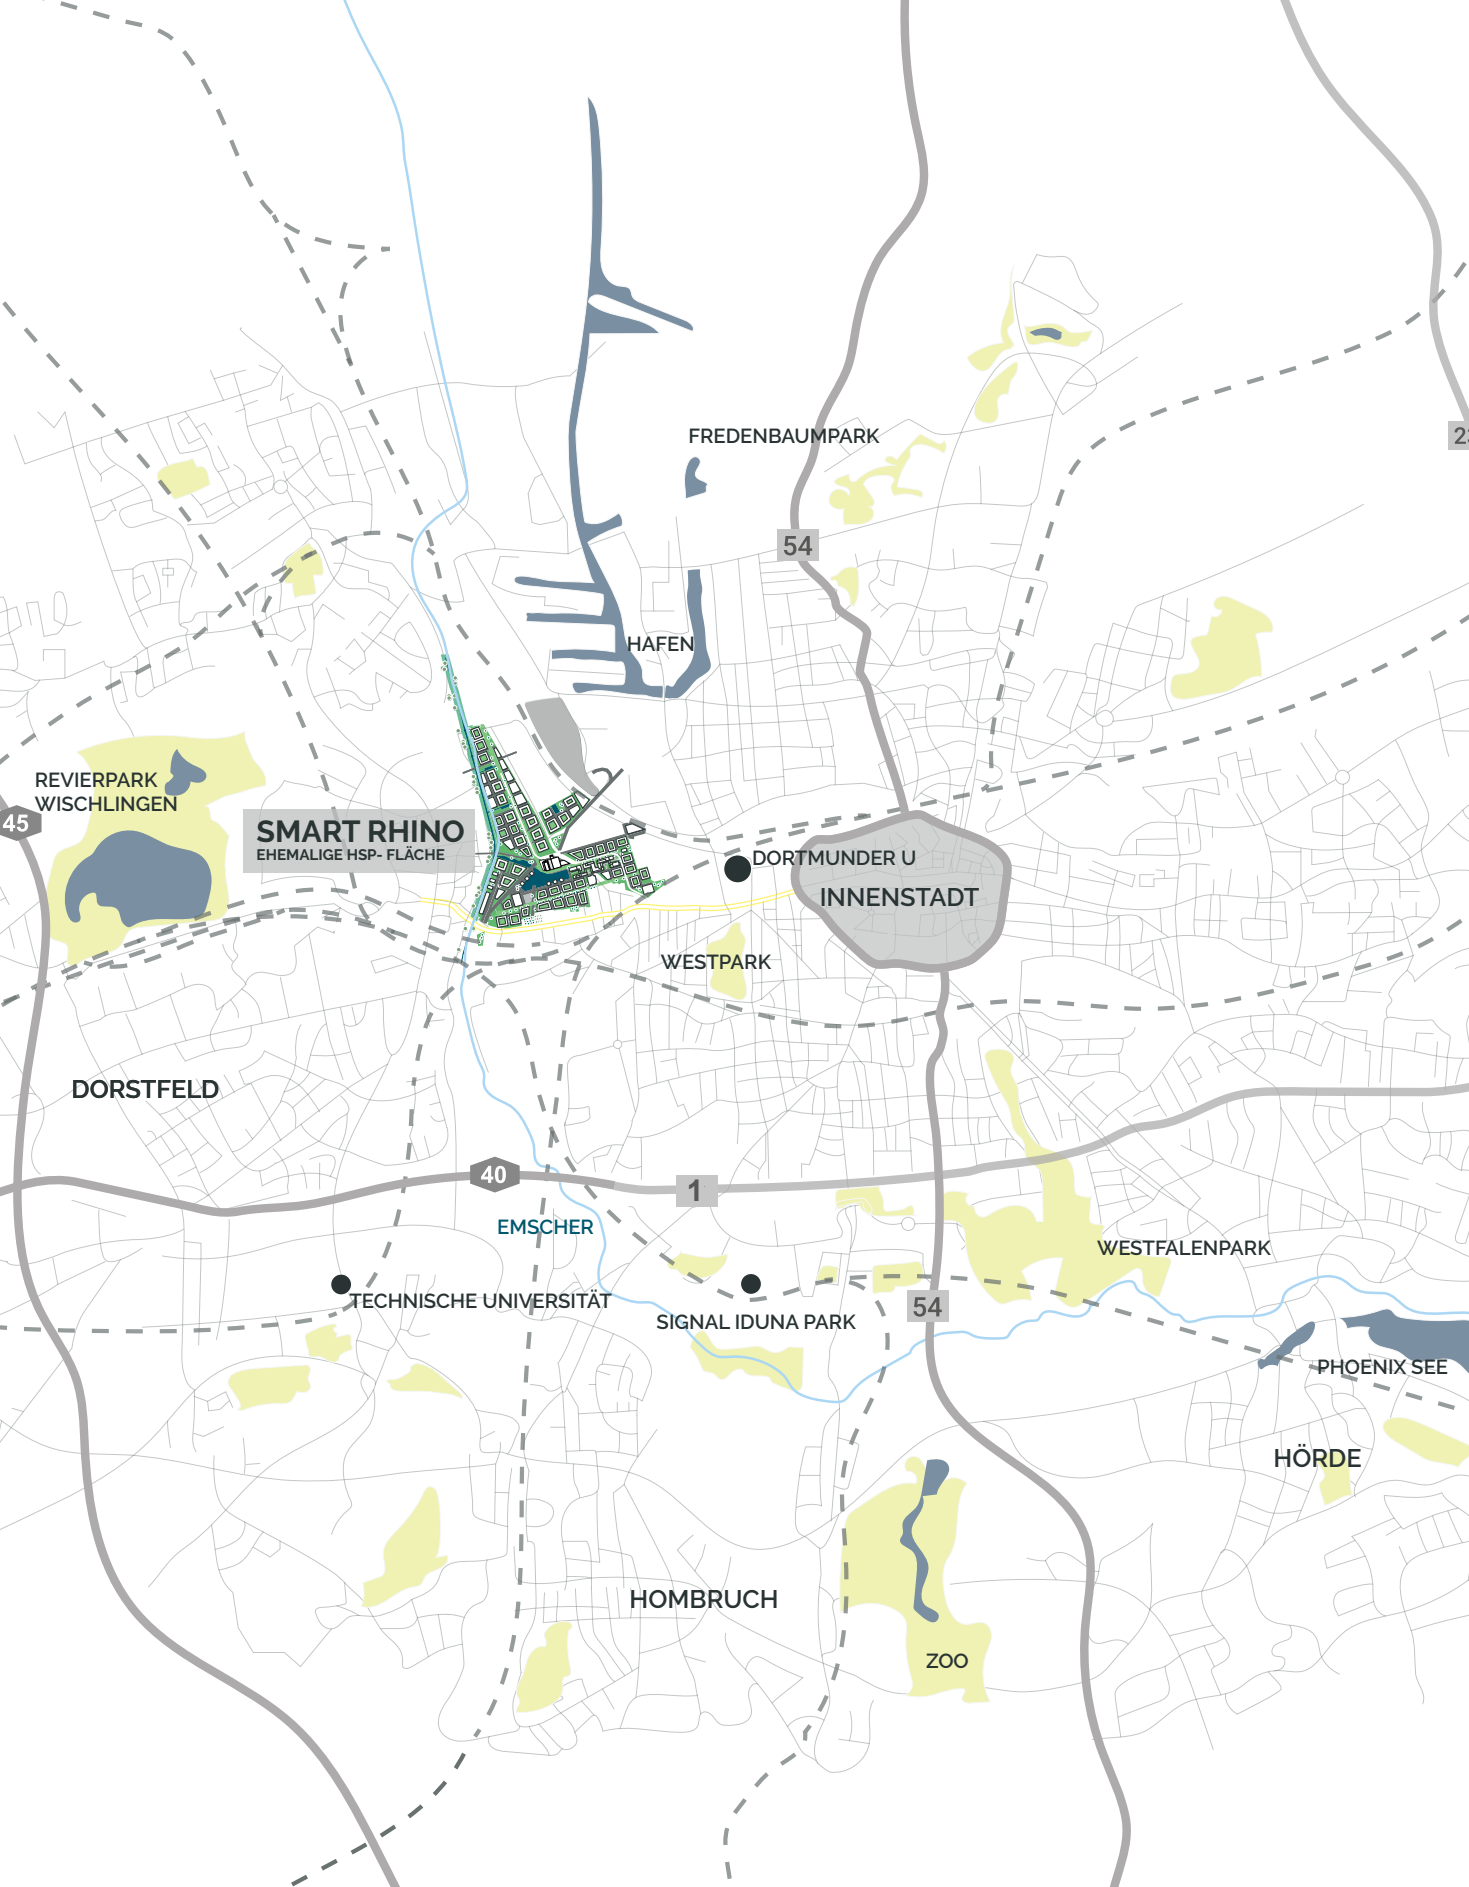 FREDENBAUMPARK
54
HAFEN
REVIERPARK
WISCHLINGEN
45
SMART RHINO
EHEMALIGE HSP- FLÄCHE
DORTMUNDER U
INNENSTADT
WESTPARK
DORSTFELD
40
1
EMSCHER
WESTFALENPARK
TECHNISCHE UNIVERSITÄT
SIGNAL IDUNA PARK
54
PHOENIX SEE
HÖRDE
HOMBRUCH
ZOO